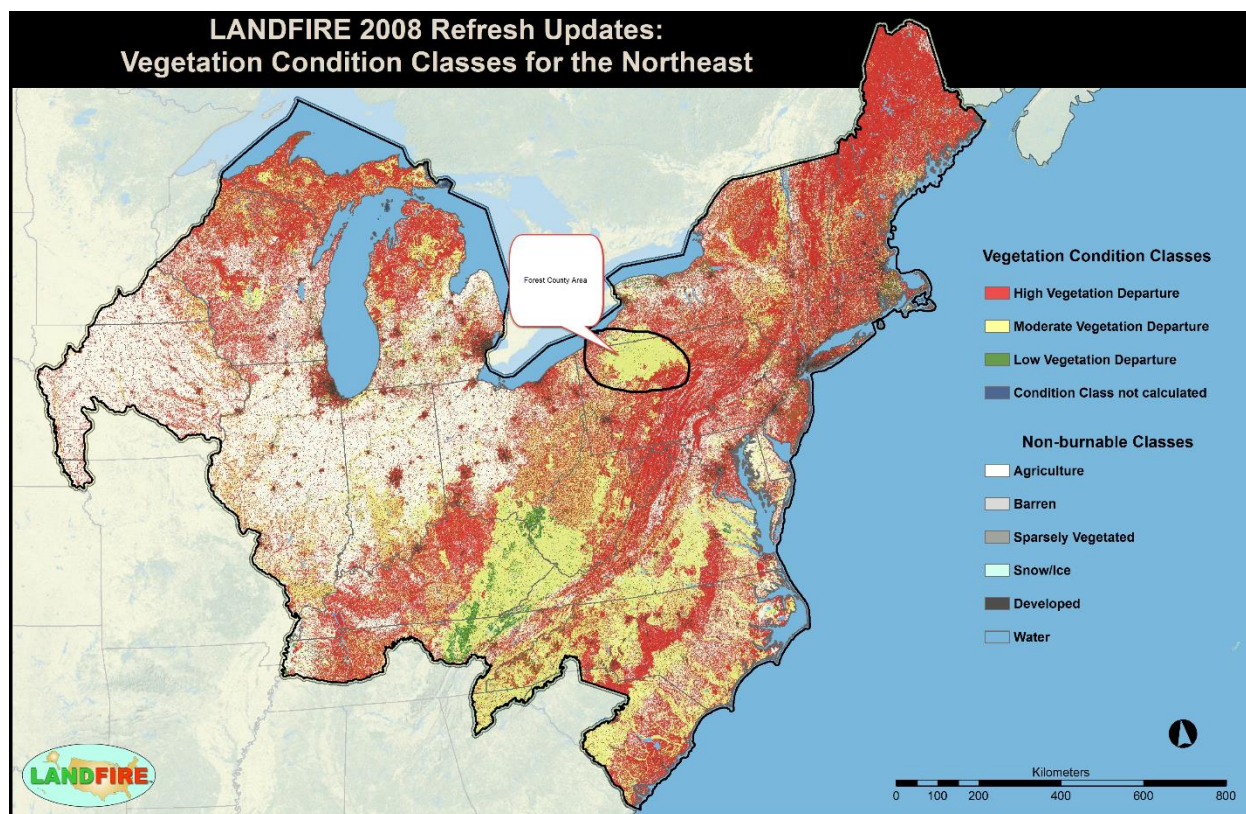 LANDFIRE 2008 Refresh Updates:
Vegetation Condition Classes for the Northeast
Forest County Area
Vegetation Condition Classes
High Vegetation Departure
Moderate Vegetation Departure
Low Vegetation Departure
Condition Class not calculated
Non-burnable Classes
Agriculture
Barren
Sparsely Vegetated
Snow/Ice
Developed
Water
LANDFIRE
Kilometers
0 100 200 400 600 800